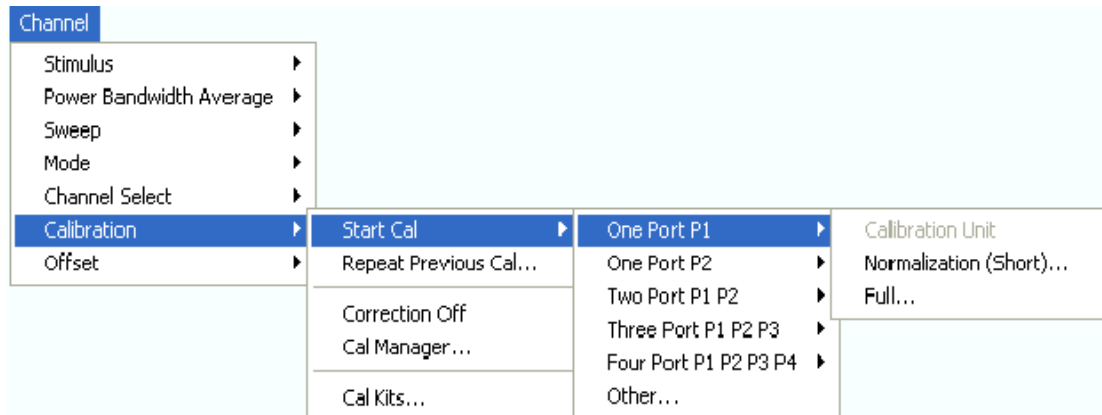 Channel
Stimulus
Power Bandwidth Average
Sweep
Mode
Channel Select
Calibration
Offset
Start Cal
Repeat Previous Cal...
Correction Off
Cal Manager...
Cal Kits...
One Port P1
One Port P2
Two Port P1 P2
Three Port P1 P2 P3
Four Port P1 P2 P3 P4
Other...
Calibration Unit
Normalization (Short)...
Full...